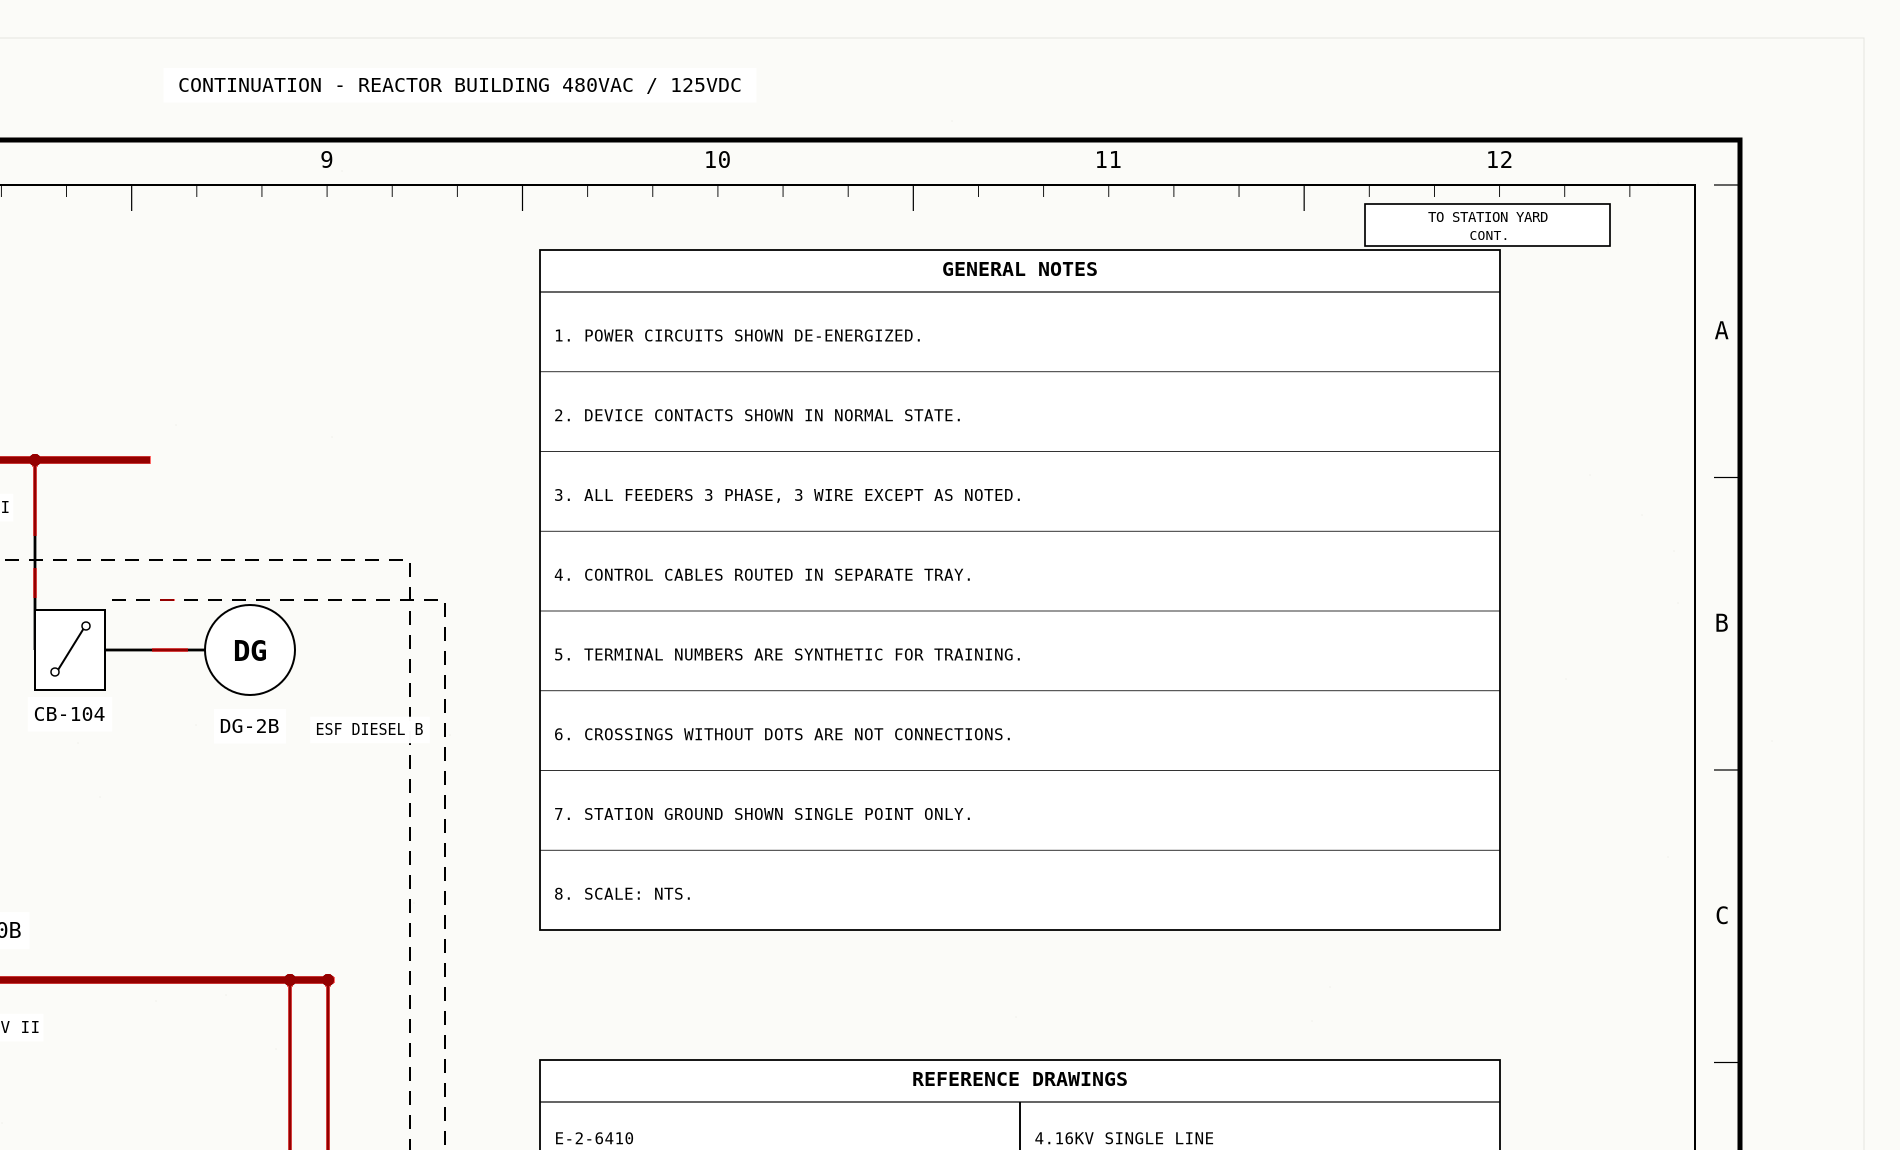 CONTINUATION - REACTOR BUILDING 480VAC / 125VDC
9 10 11 12
TO STATION YARD
CONT.
GENERAL NOTES
1. POWER CIRCUITS SHOWN DE-ENERGIZED.
A
2. DEVICE CONTACTS SHOWN IN NORMAL STATE.
3. ALL FEEDERS 3 PHASE, 3 WIRE EXCEPT AS NOTED.
I
4. CONTROL CABLES ROUTED IN SEPARATE TRAY.
B
5. TERMINAL NUMBERS ARE SYNTHETIC FOR TRAINING.
DG
CB-104
DG-2B
ESF DIESEL B
6. CROSSINGS WITHOUT DOTS ARE NOT CONNECTIONS.
7. STATION GROUND SHOWN SINGLE POINT ONLY.
8. SCALE: NTS.
C
0B
V II
REFERENCE DRAWINGS
E-2-6410 4.16KV SINGLE LINE